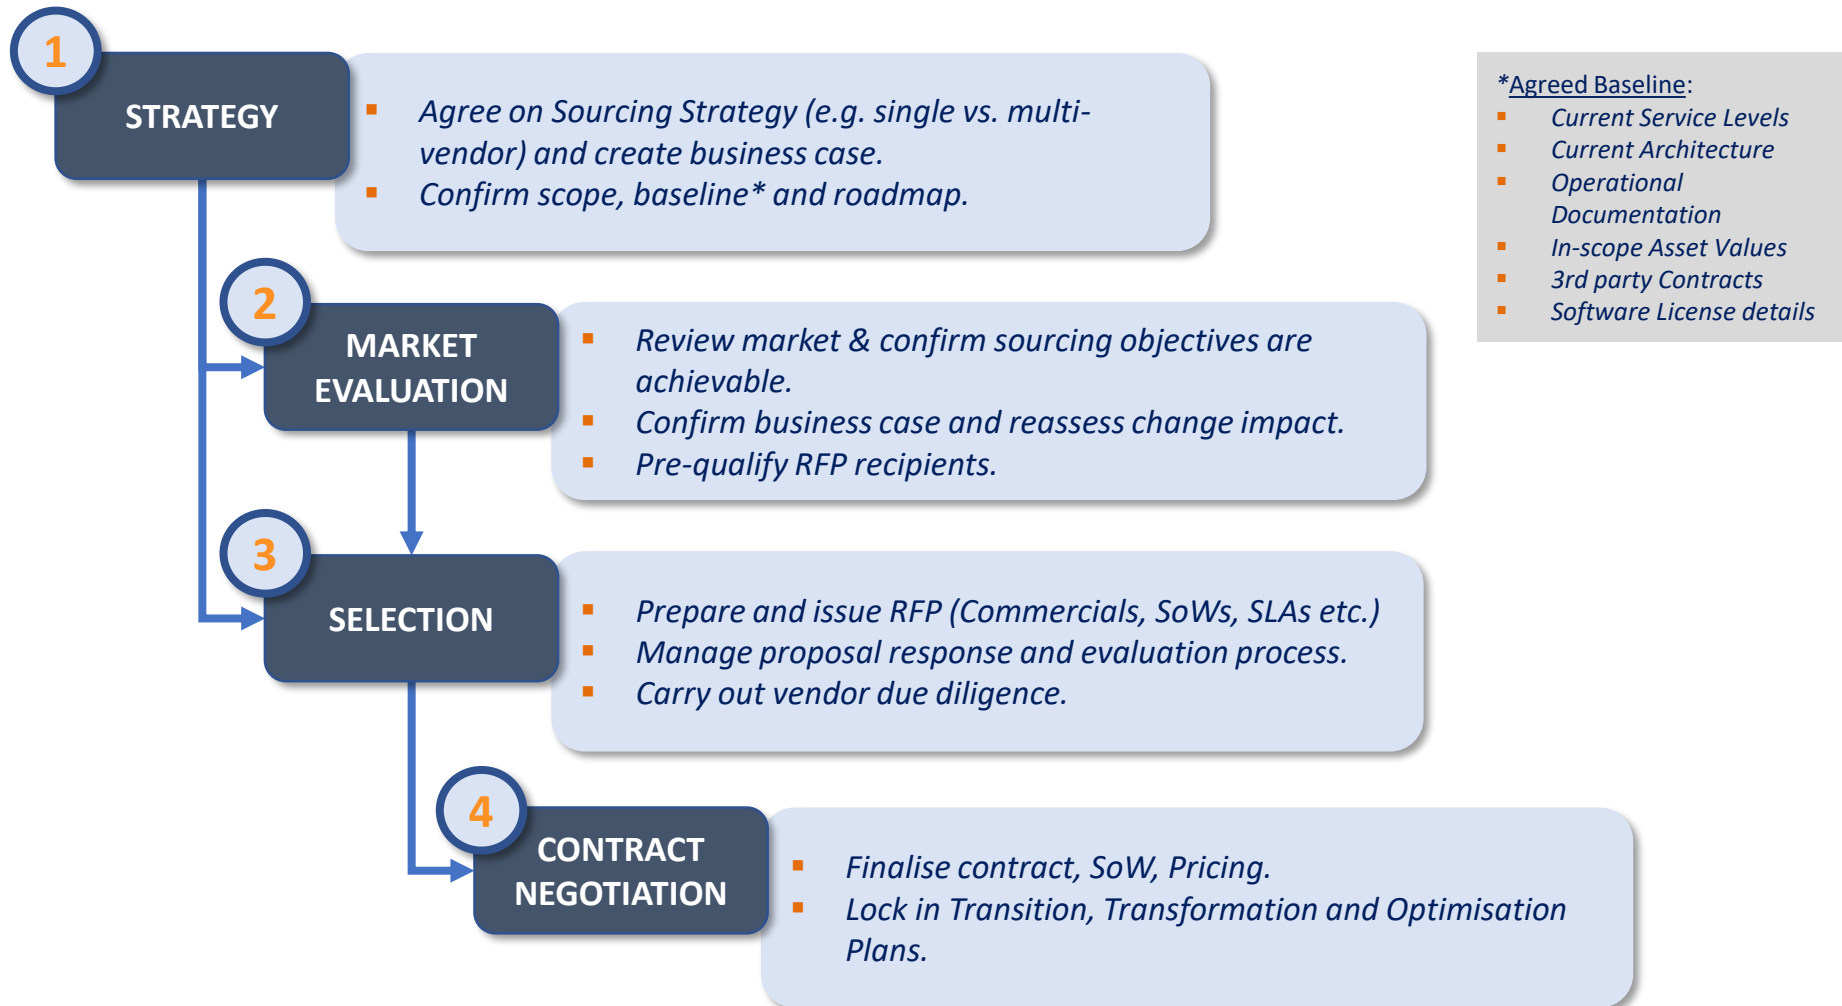 1
STRATEGY
▪ Agree on Sourcing Strategy (e.g. single vs. multi-
vendor) and create business case.
▪ Confirm scope, baseline* and roadmap.
*Agreed Baseline:
▪ Current Service Levels
▪ Current Architecture
▪ Operational
Documentation
▪ In-scope Asset Values
▪ 3rd party Contracts
▪ Software License details
2
MARKET
EVALUATION
▪ Review market & confirm sourcing objectives are
achievable.
▪ Confirm business case and reassess change impact.
▪ Pre-qualify RFP recipients.
3
SELECTION
▪ Prepare and issue RFP (Commercials, SoWs, SLAs etc.)
▪ Manage proposal response and evaluation process.
▪ Carry out vendor due diligence.
4
CONTRACT
NEGOTIATION
▪ Finalise contract, SoW, Pricing.
▪ Lock in Transition, Transformation and Optimisation
Plans.